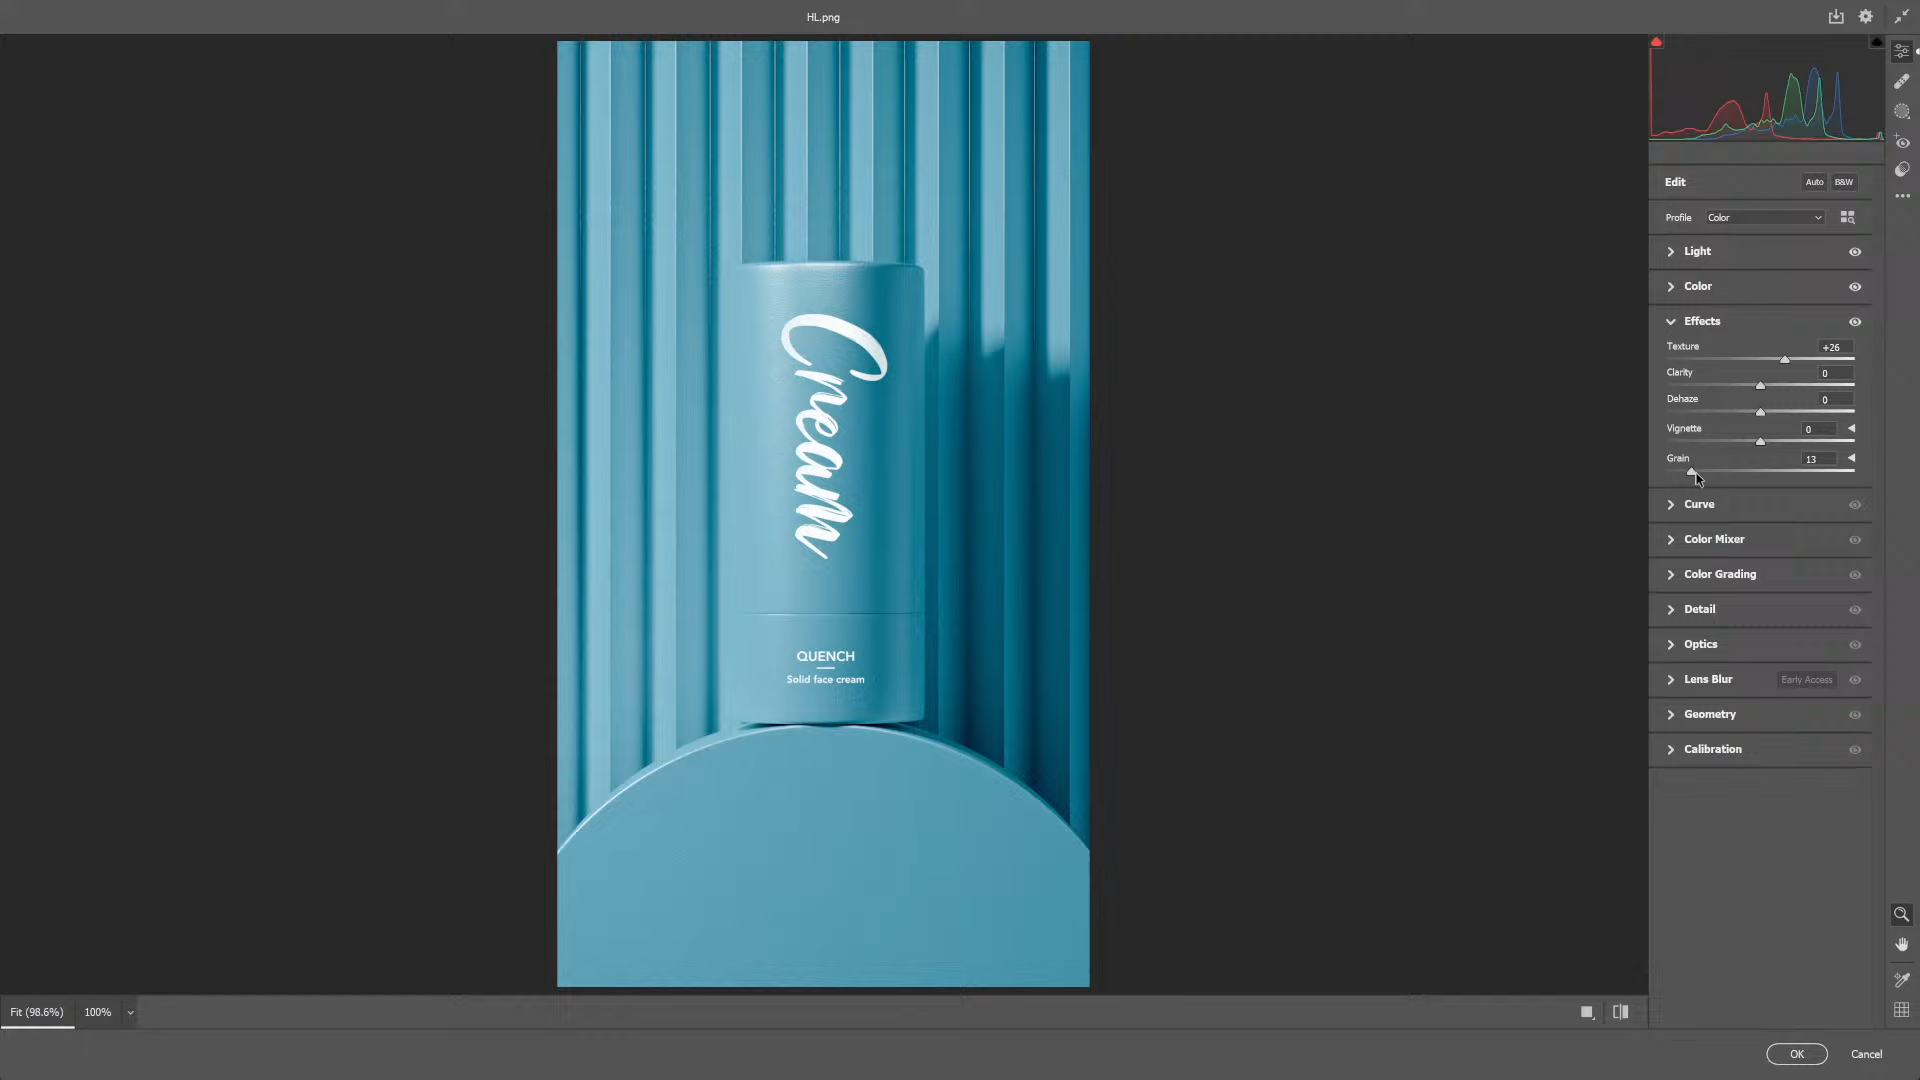 HL.png
Edit
Auto
B&W
Profile
Color
Light
Color
Effects
Texture
+26
Clarity
0
Dehaze
0
Vignette
0
Grain
13
Curve
Color Mixer
Color Grading
Detail
Optics
Lens Blur
Early Access
Geometry
Calibration
Cream
QUENCH
Solid face cream
Fit (98.6%)
100%
OK
Cancel